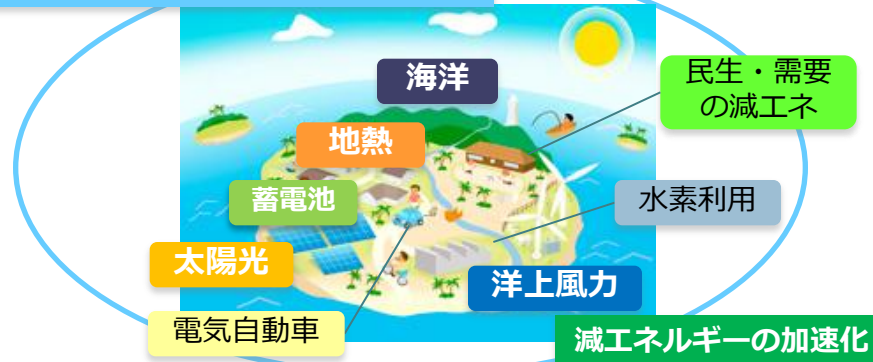 海洋
民生・需要
の減エネ
地熱
蓄電池
水素利用
太陽光
洋上風力
電気自動車
減エネルギーの加速化